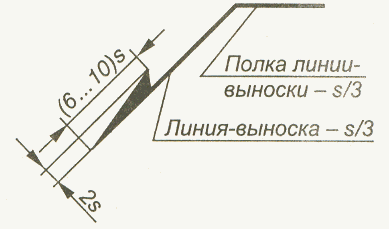 (6...10)s
Полка линии-
выноски – s/3
Линия-выноска – s/3
2s